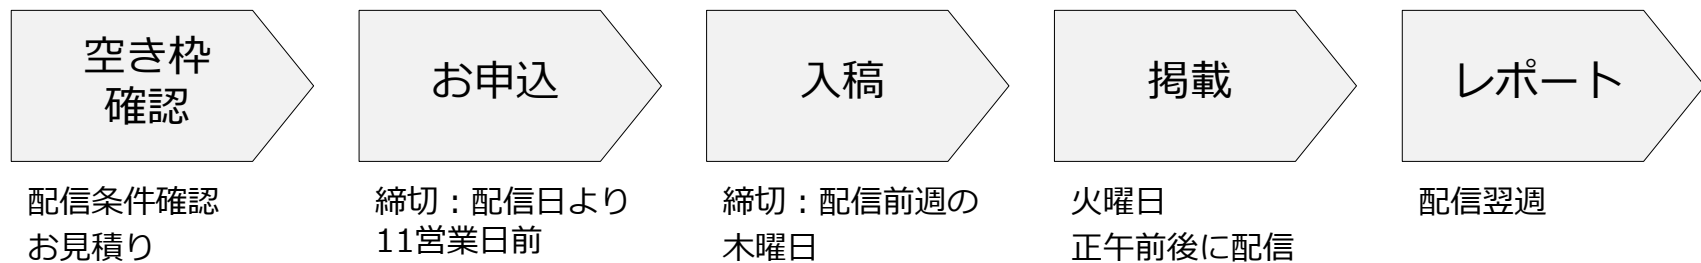 空き枠
確認
配信条件確認
お見積り
お申込
締切：配信日より
11営業日前
入稿
締切：配信前週の
木曜日
掲載
火曜日
正午前後に配信
レポート
配信翌週